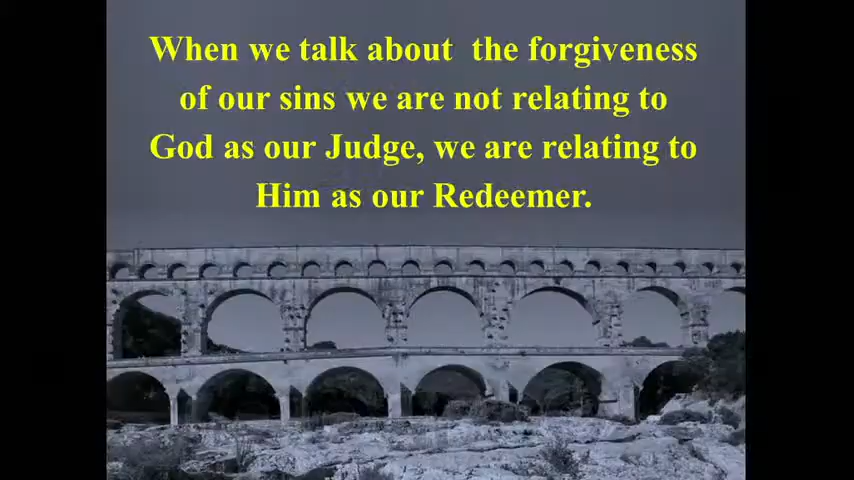 When we talk about  the forgiveness
of our sins we are not relating to
God as our Judge, we are relating to
Him as our Redeemer.